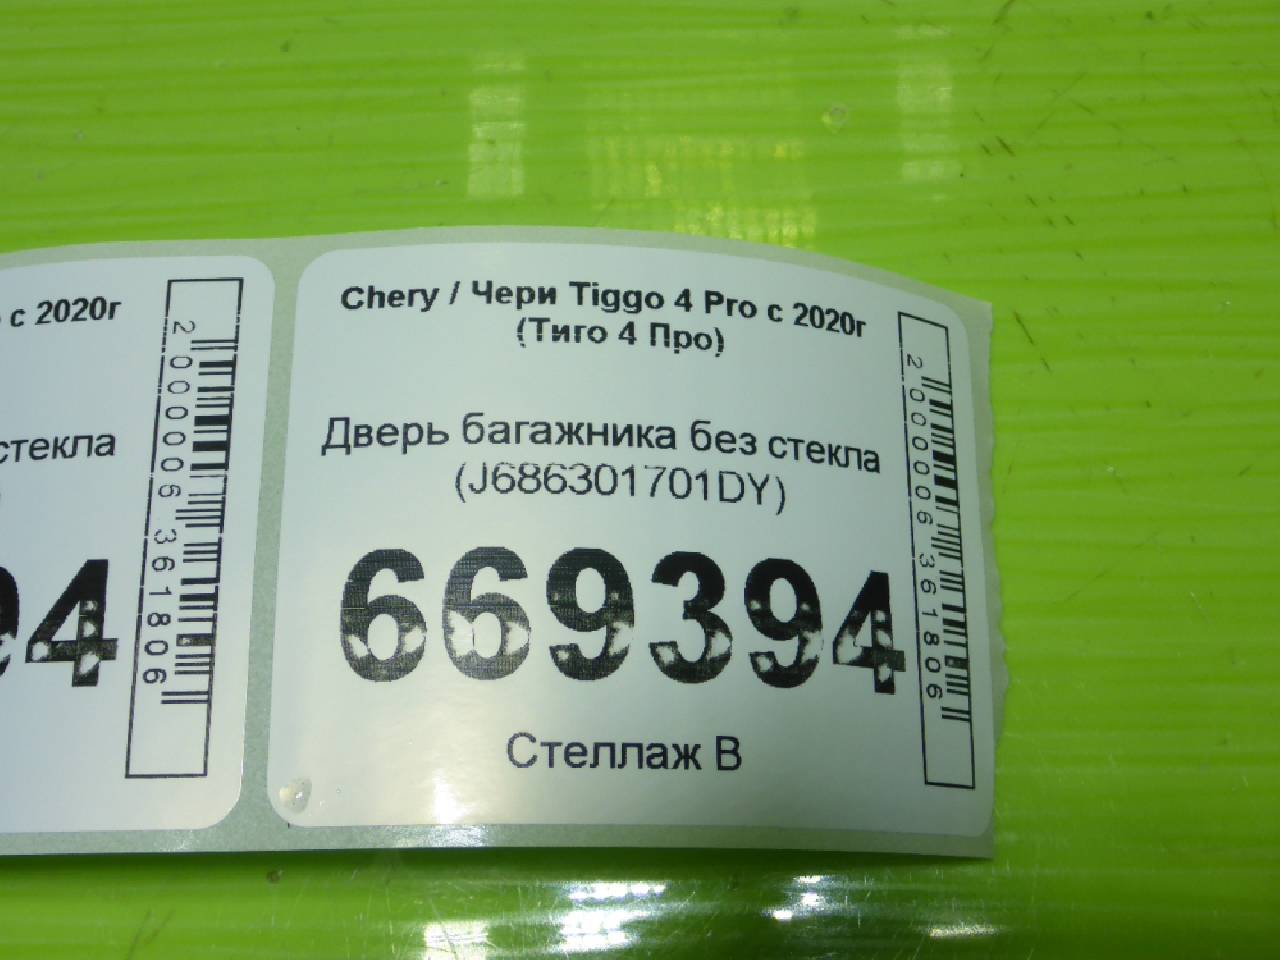 с 2020г
стекла
94
2000006361806
Chery / Чери Tiggo 4 Pro с 2020г
(Тиго 4 Про)
Дверь багажника без стекла
(J686301701DY)
669394
Стеллаж В
2000006361806